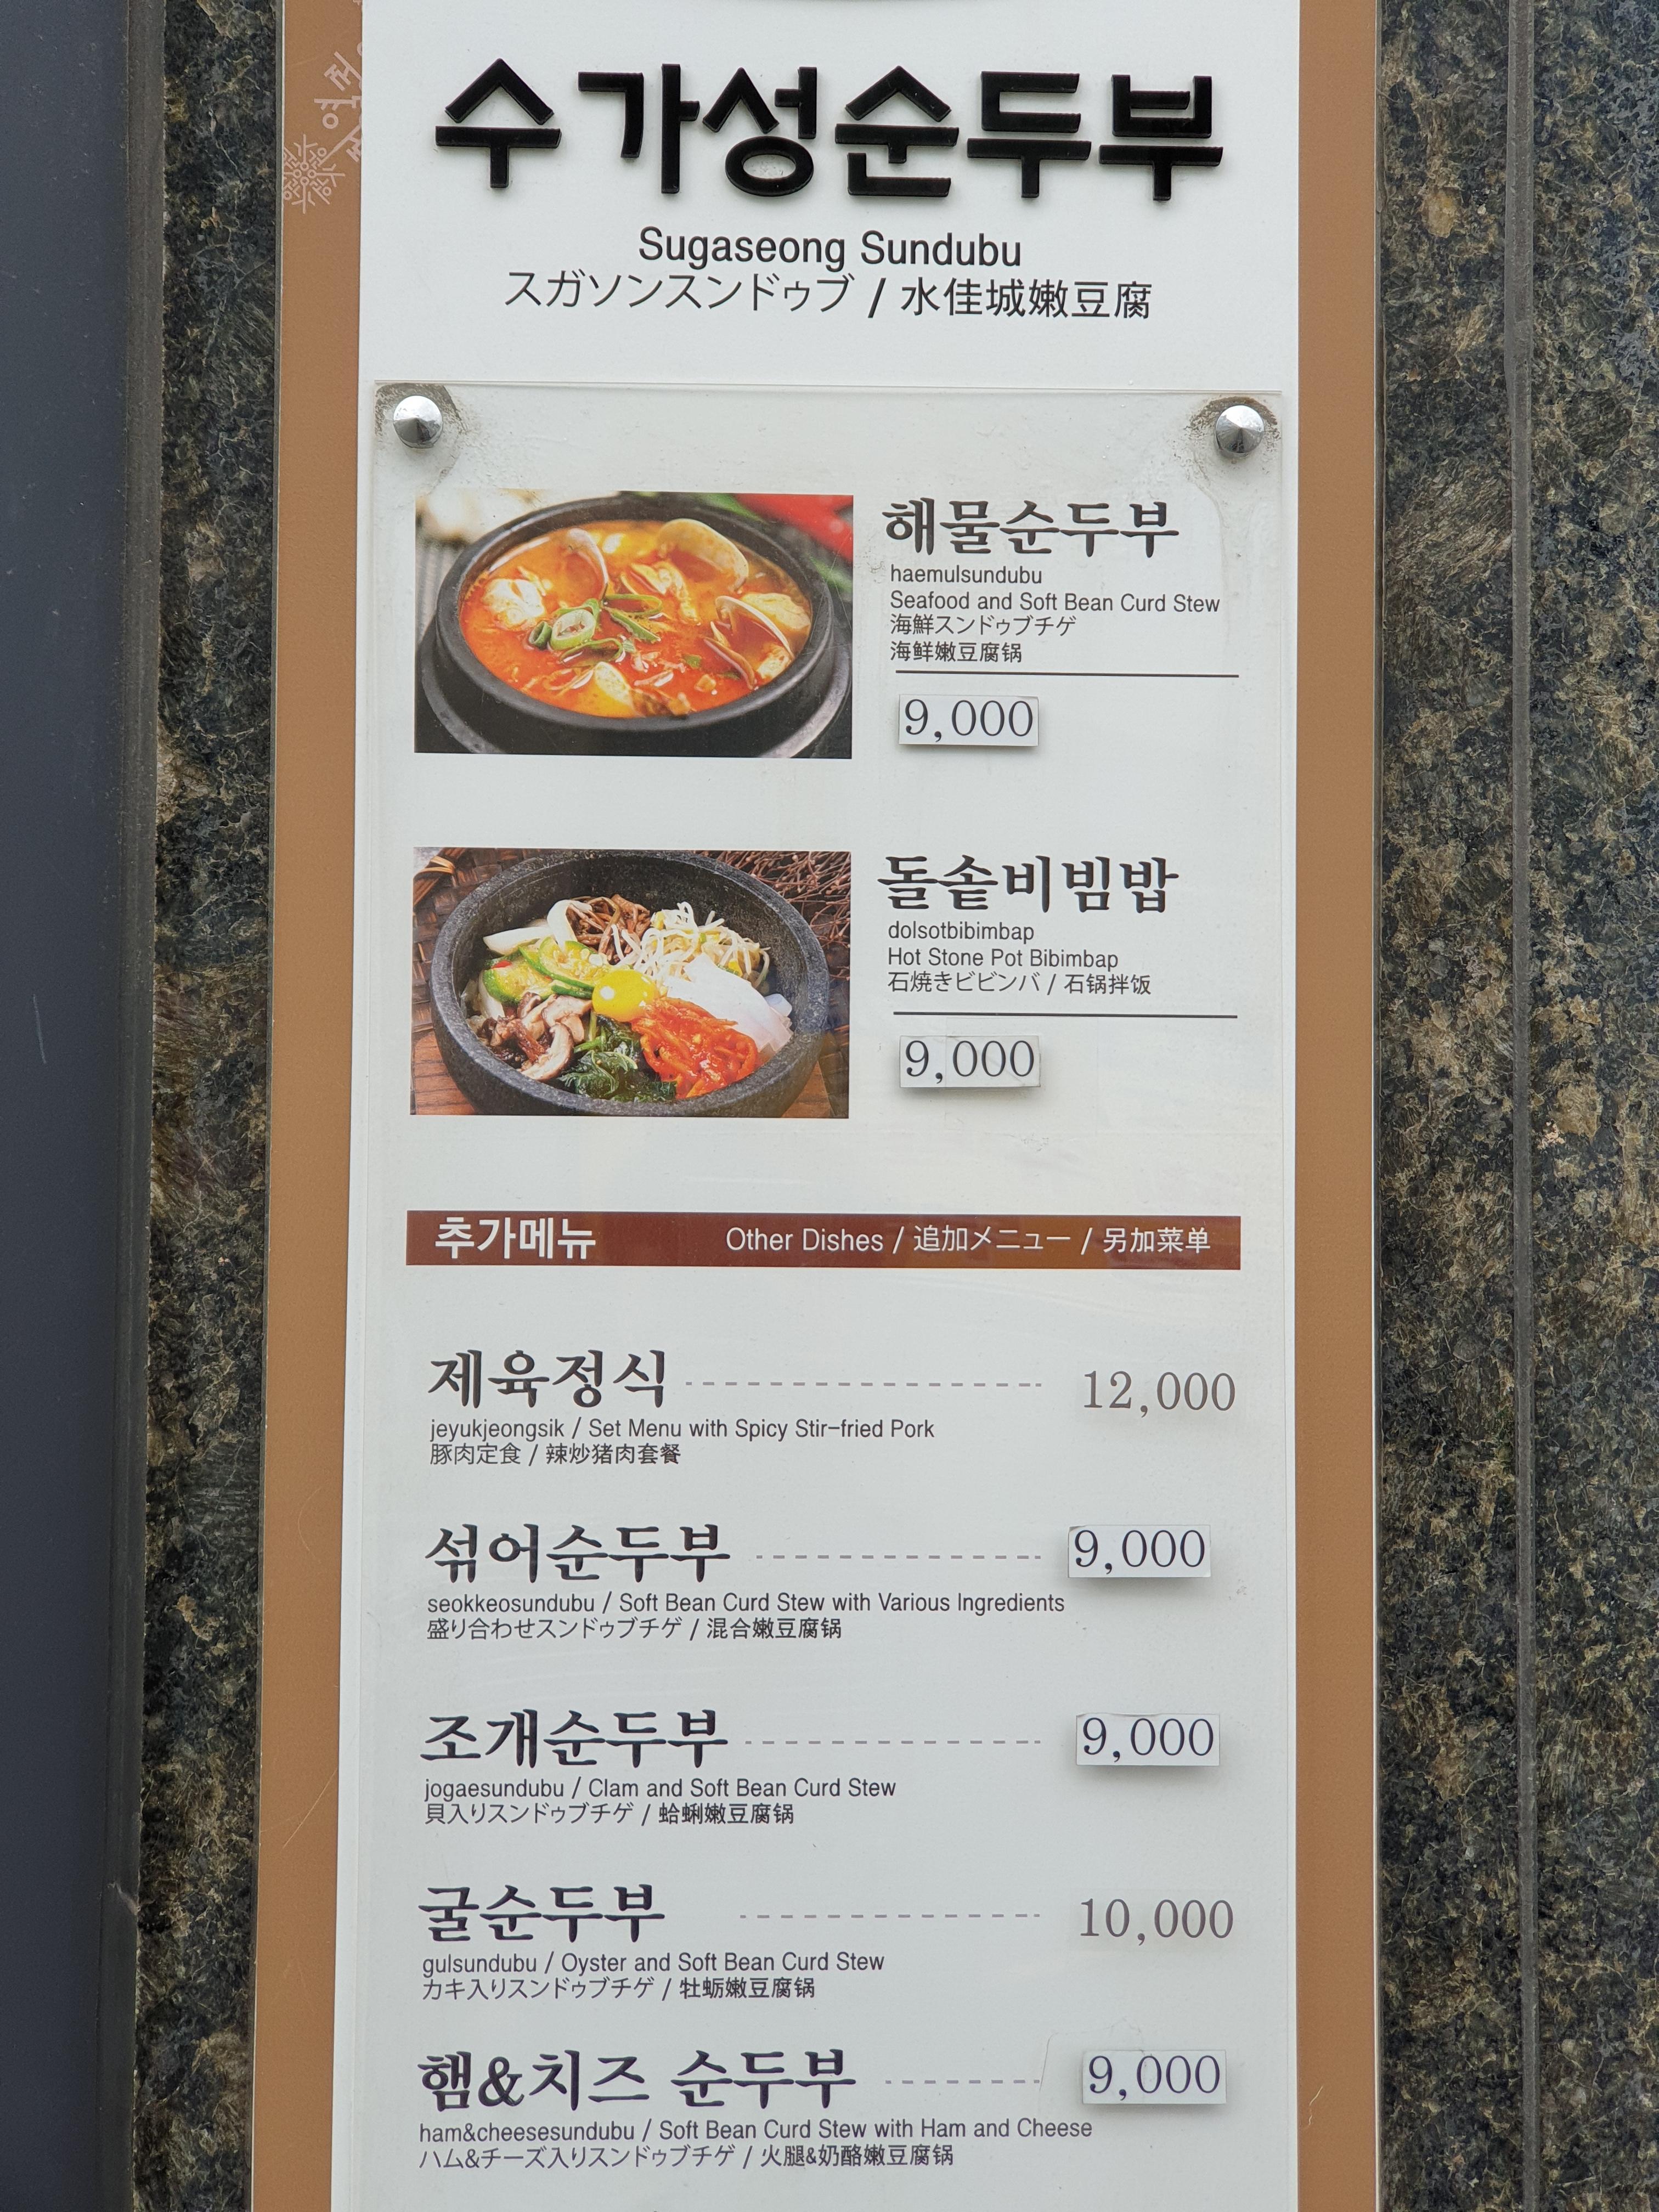 수가성순두부
Sugaseong Sundubu
スガソンスンドゥブ / 水佳城嫩豆腐
해물순두부
haemulsundubu
Seafood and Soft Bean Curd Stew
海鮮スンドゥブチゲ
海鲜嫩豆腐锅
9,000
돌솥비빔밥
dolsotbibimbap
Hot Stone Pot Bibimbap
石焼きビビンバ / 石锅拌饭
9,000
추가메뉴 Other Dishes / 追加メニュー / 另加菜单
제육정식 12,000
jeyukjeongsik / Set Menu with Spicy Stir-fried Pork
豚肉定食 / 辣炒猪肉套餐
섞어순두부 9,000
seokkeosundubu / Soft Bean Curd Stew with Various Ingredients
盛り合わせスンドゥブチゲ / 混合嫩豆腐锅
조개순두부 9,000
jogaesundubu / Clam and Soft Bean Curd Stew
貝入りスンドゥブチゲ / 蛤蜊嫩豆腐锅
굴순두부 10,000
gulsundubu / Oyster and Soft Bean Curd Stew
カキ入りスンドゥブチゲ / 牡蛎嫩豆腐锅
햄&치즈 순두부 9,000
ham&cheesesundubu / Soft Bean Curd Stew with Ham and Cheese
ハム&チーズ入りスンドゥブチゲ / 火腿&奶酪嫩豆腐锅